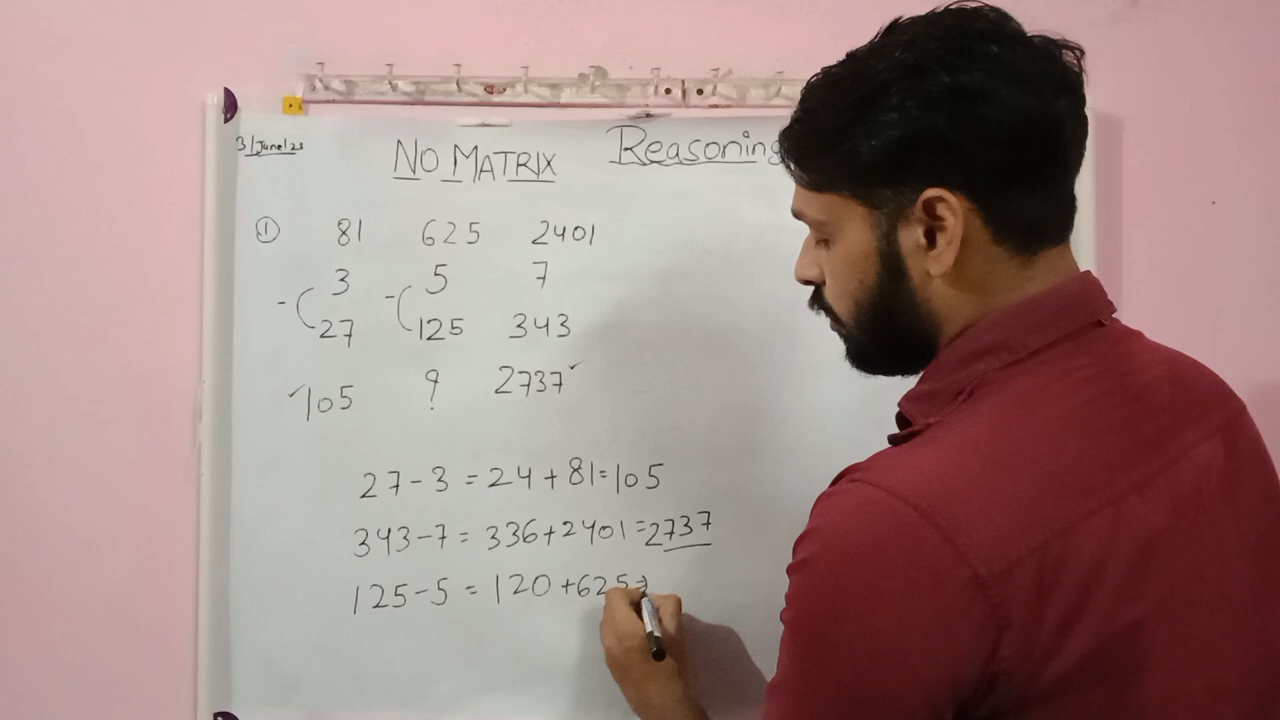 3/June/23
NO MATRIX Reasoning
① 81 625 2401
3 5 7
-( -(
27 125 343
✓105 ? 2737✓
27-3 = 24+81=105
343-7 = 336+2401=2737
125-5 = 120+625=